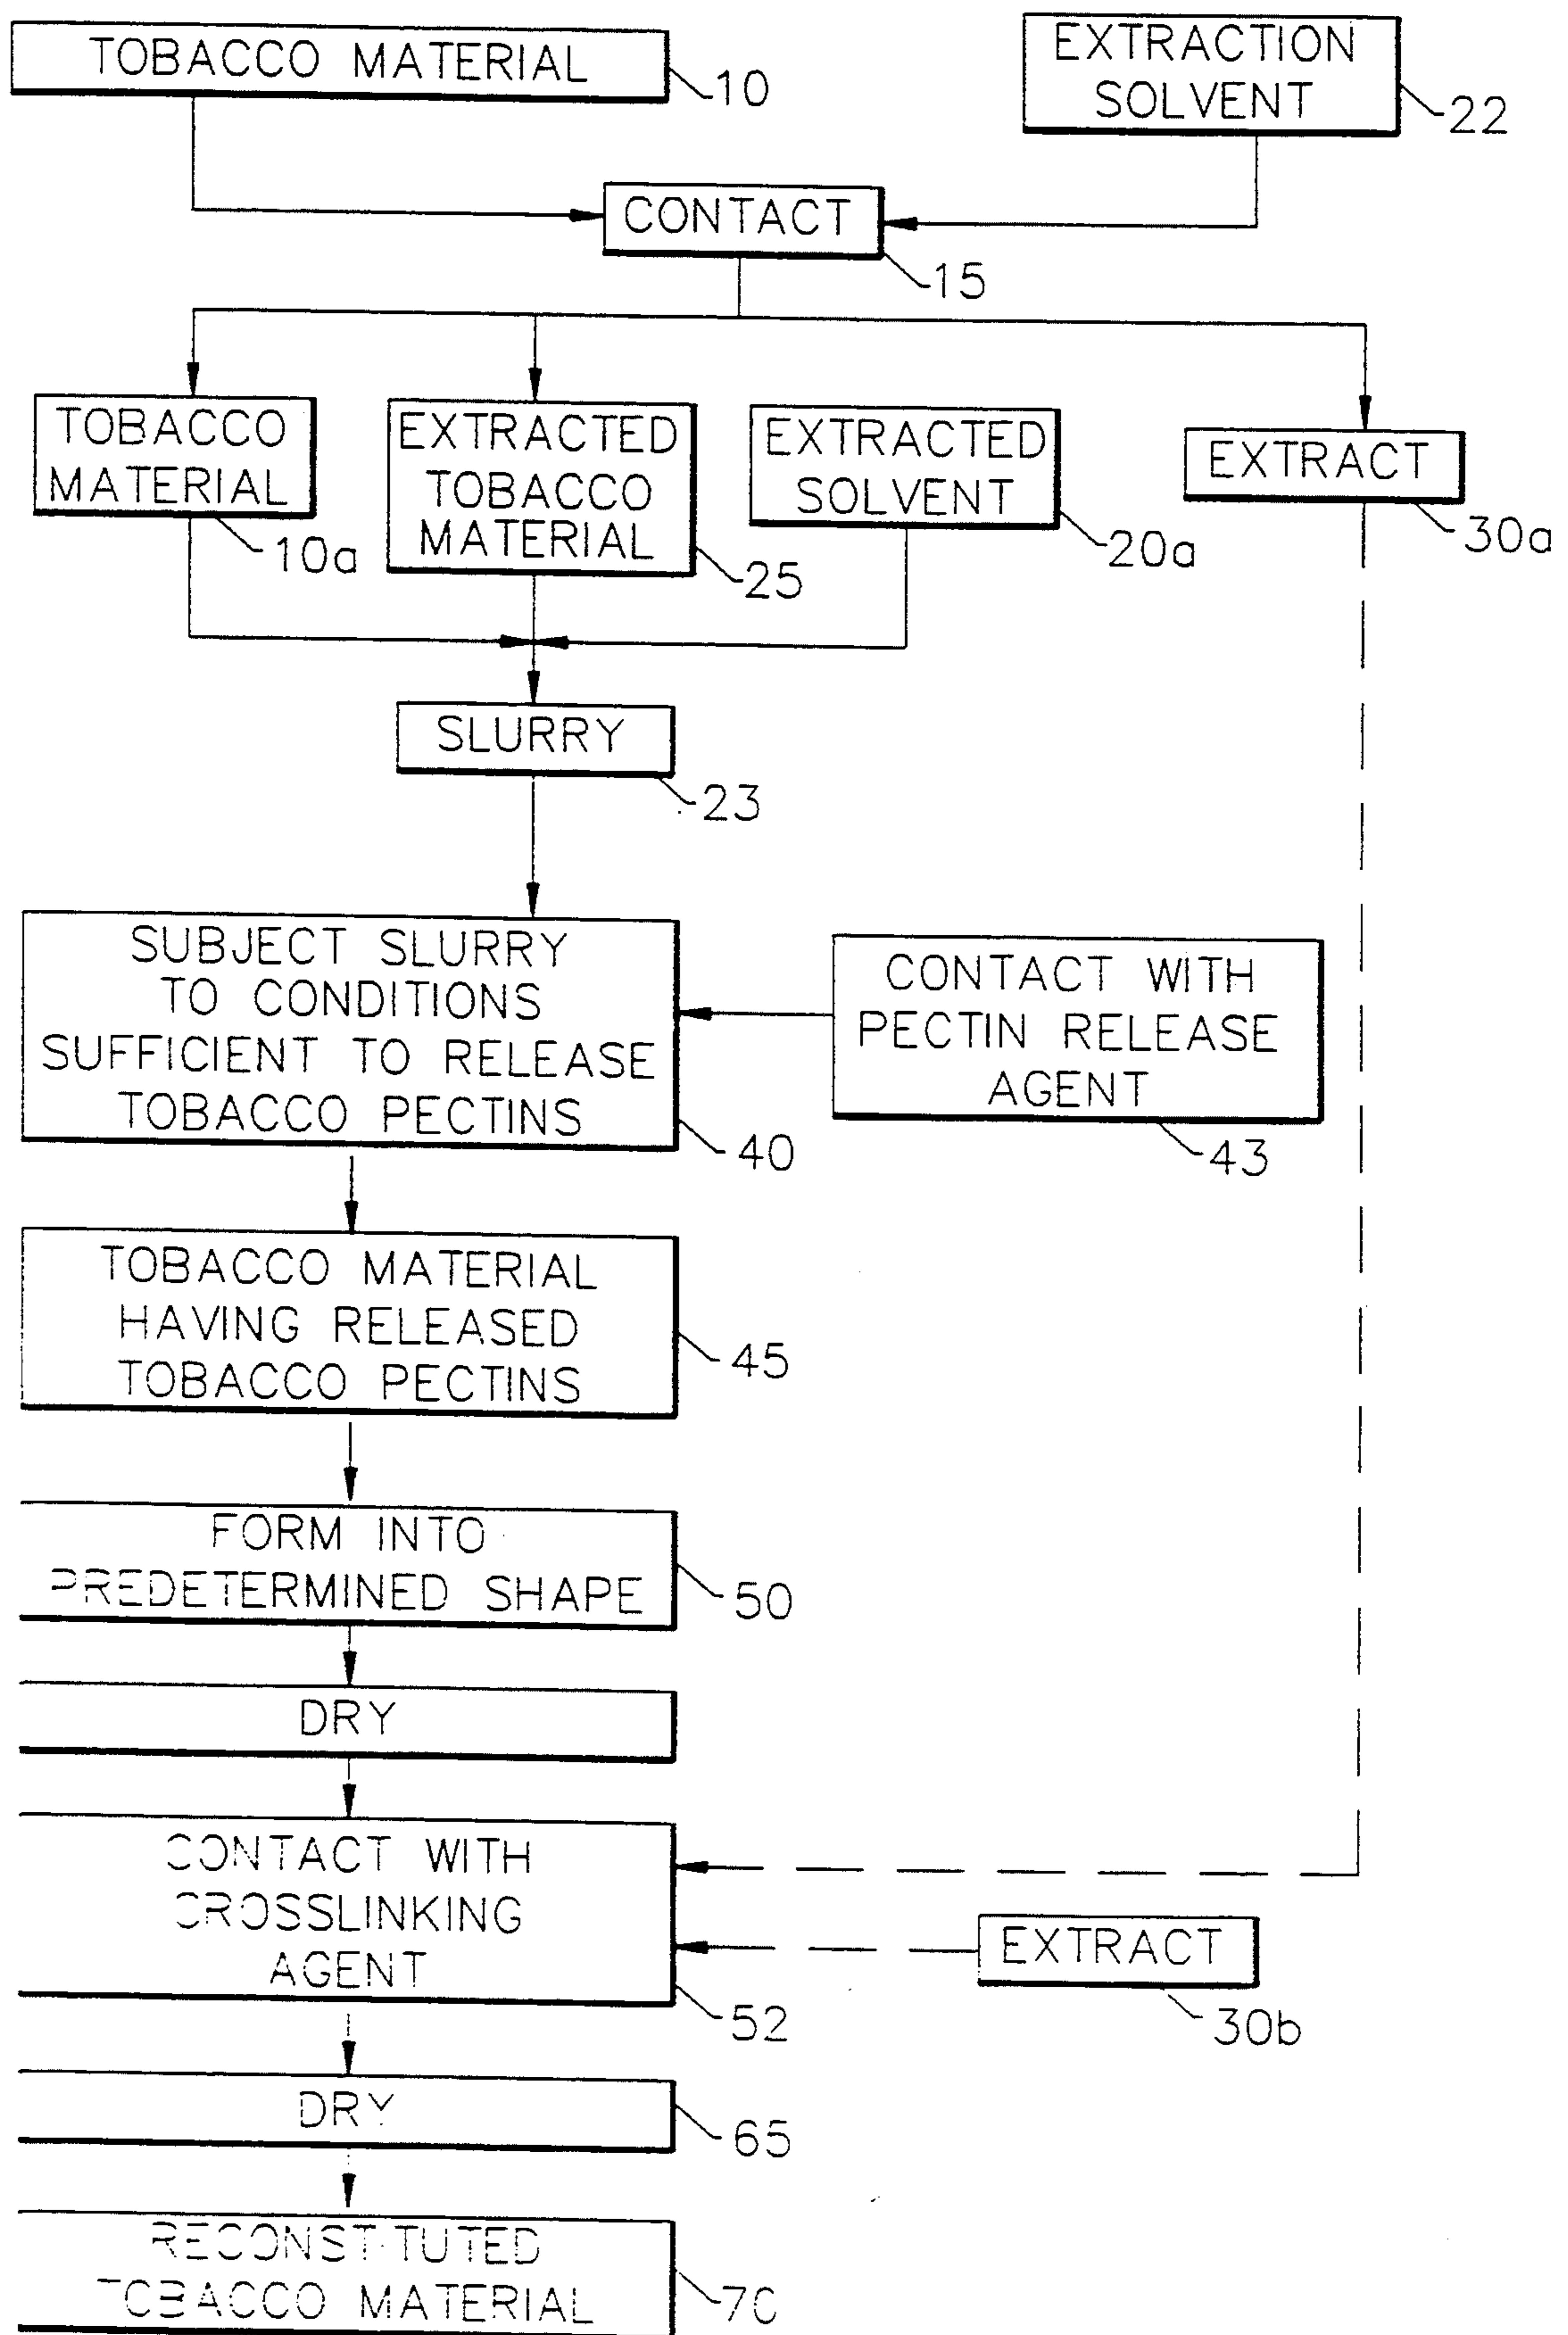 TOBACCO MATERIAL
10
EXTRACTION
SOLVENT
22
CONTACT
15
TOBACCO
MATERIAL
10a
EXTRACTED
TOBACCO
MATERIAL
25
EXTRACTED
SOLVENT
20a
EXTRACT
30a
SLURRY
23
SUBJECT SLURRY
TO CONDITIONS
SUFFICIENT TO RELEASE
TOBACCO PECTINS
40
CONTACT WITH
PECTIN RELEASE
AGENT
43
TOBACCO MATERIAL
HAVING RELEASED
TOBACCO PECTINS
45
FORM INTO
PREDETERMINED SHAPE
50
DRY
CONTACT WITH
CROSSLINKING
AGENT
52
EXTRACT
30b
DRY
65
RECONSTITUTED
TOBACCO MATERIAL
70